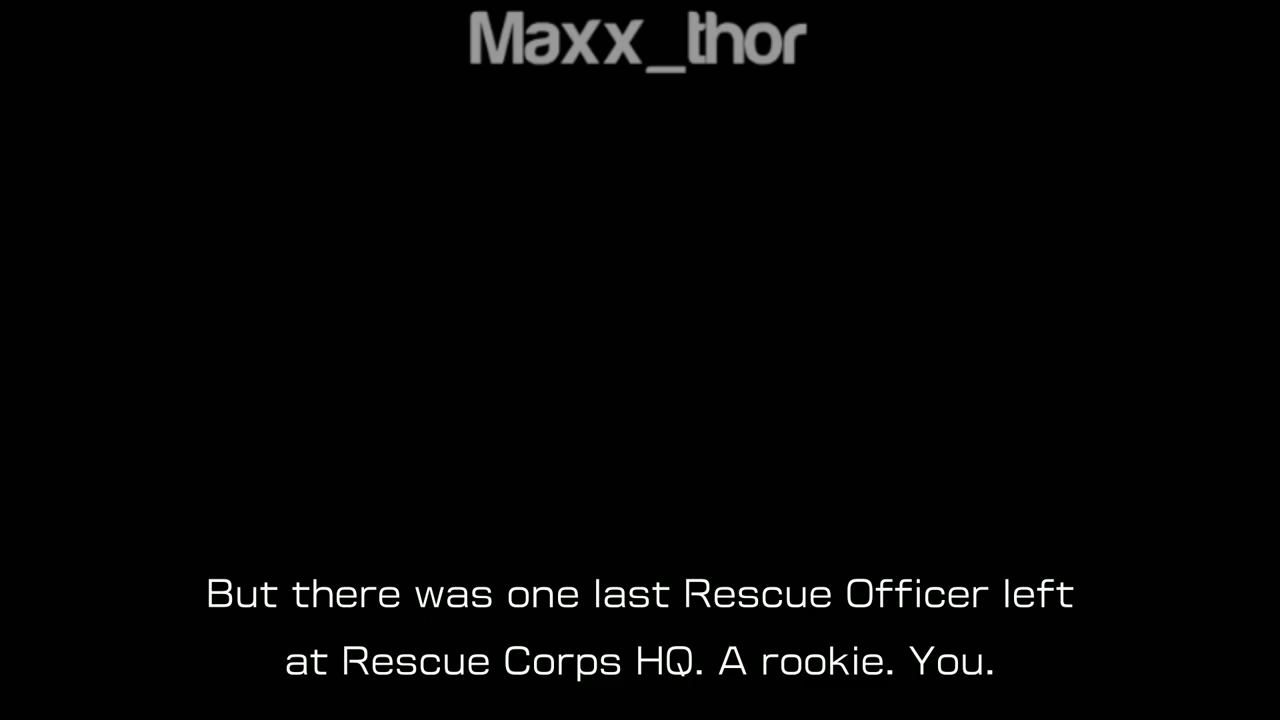 Maxx_thor
But there was one last Rescue Officer left
at Rescue Corps HQ. A rookie. You.